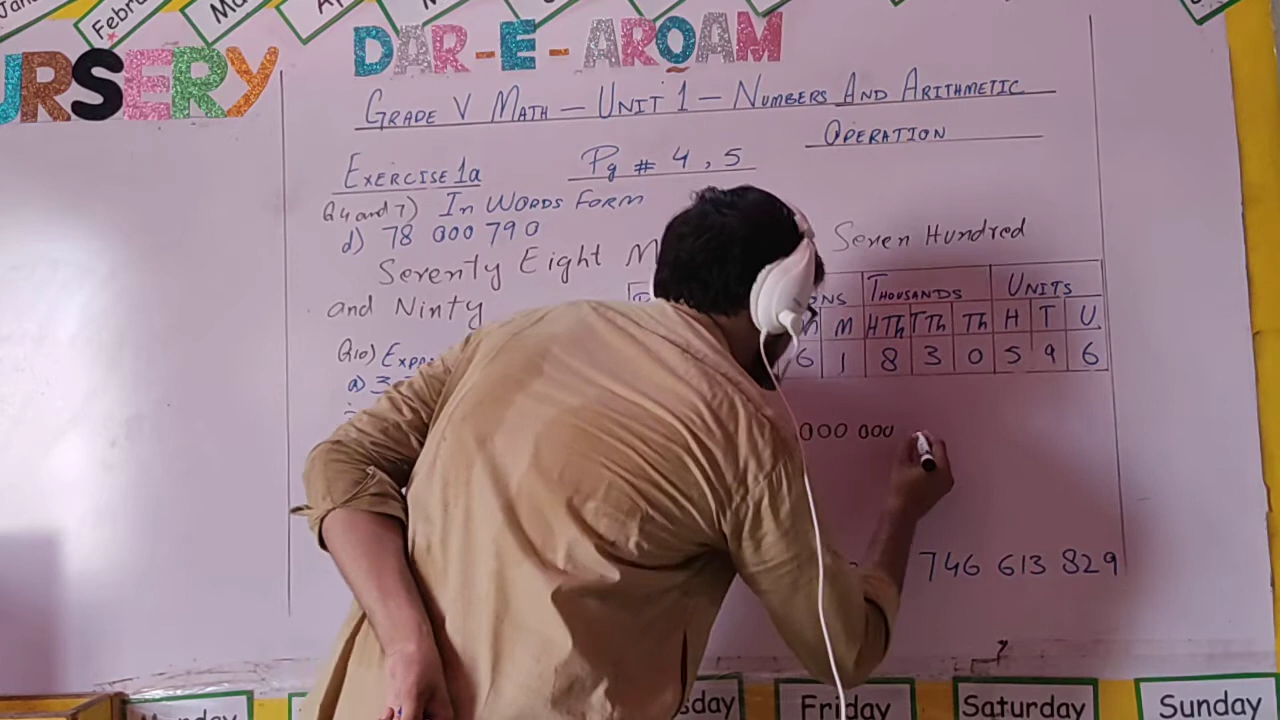 DAR-E-ARQAM
GRADE V MATH - UNIT 1 - NUMBERS AND ARITHMETIC
OPERATION
EXERCISE 1a Pg # 4, 5
Q4 and 7) In WORDS FORM
d) 78 000 790
Seventy Eight M Seven Hundred
and Ninty
THOUSANDS UNITS
M HTh TTh Th H T U
6 1 8 3 0 5 9 6
Q10)
a) 3
000 000
746 613 829
Friday Saturday Sunday